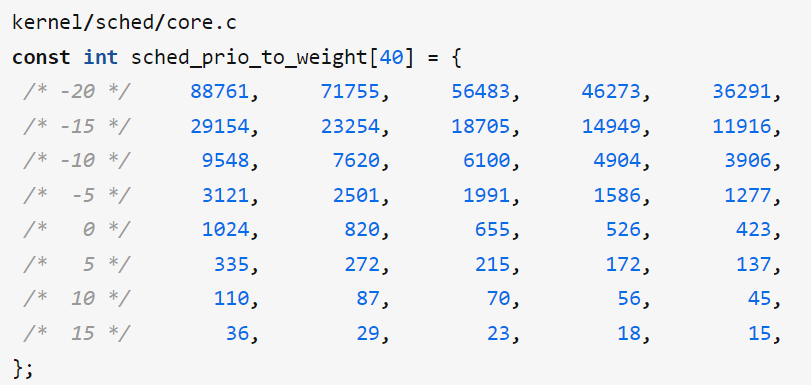 kernel/sched/core.c
const int sched_prio_to_weight[40] = {
/* -20 */ 88761, 71755, 56483, 46273, 36291,
/* -15 */ 29154, 23254, 18705, 14949, 11916,
/* -10 */ 9548, 7620, 6100, 4904, 3906,
/* -5 */ 3121, 2501, 1991, 1586, 1277,
/* 0 */ 1024, 820, 655, 526, 423,
/* 5 */ 335, 272, 215, 172, 137,
/* 10 */ 110, 87, 70, 56, 45,
/* 15 */ 36, 29, 23, 18, 15,
};